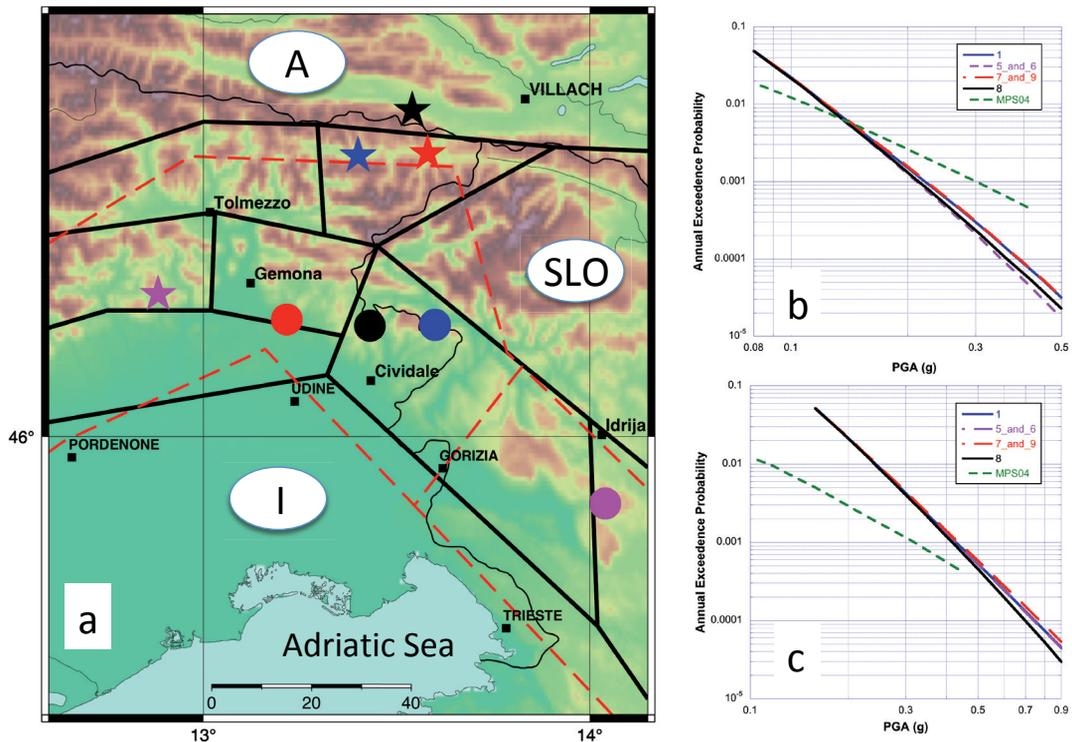 A
VILLACH
Tolmezzo
SLO
Gemona
Cividale
UDINE
Idrija
46°
PORDENONE
GORIZIA
I
a
TRIESTE
Adriatic Sea
0 20 40
13° 14°
0.1
0.01
0.001
0.0001
10-5
Annual Exceedence Probability
1
5_and_6
7_and_9
8
MPS04
b
0.08 0.1 0.3 0.5
PGA (g)
0.1
0.01
0.001
0.0001
10-5
Annual Exceedence Probability
1
5_and_6
7_and_9
8
MPS04
c
0.1 0.3 0.5 0.7 0.9
PGA (g)